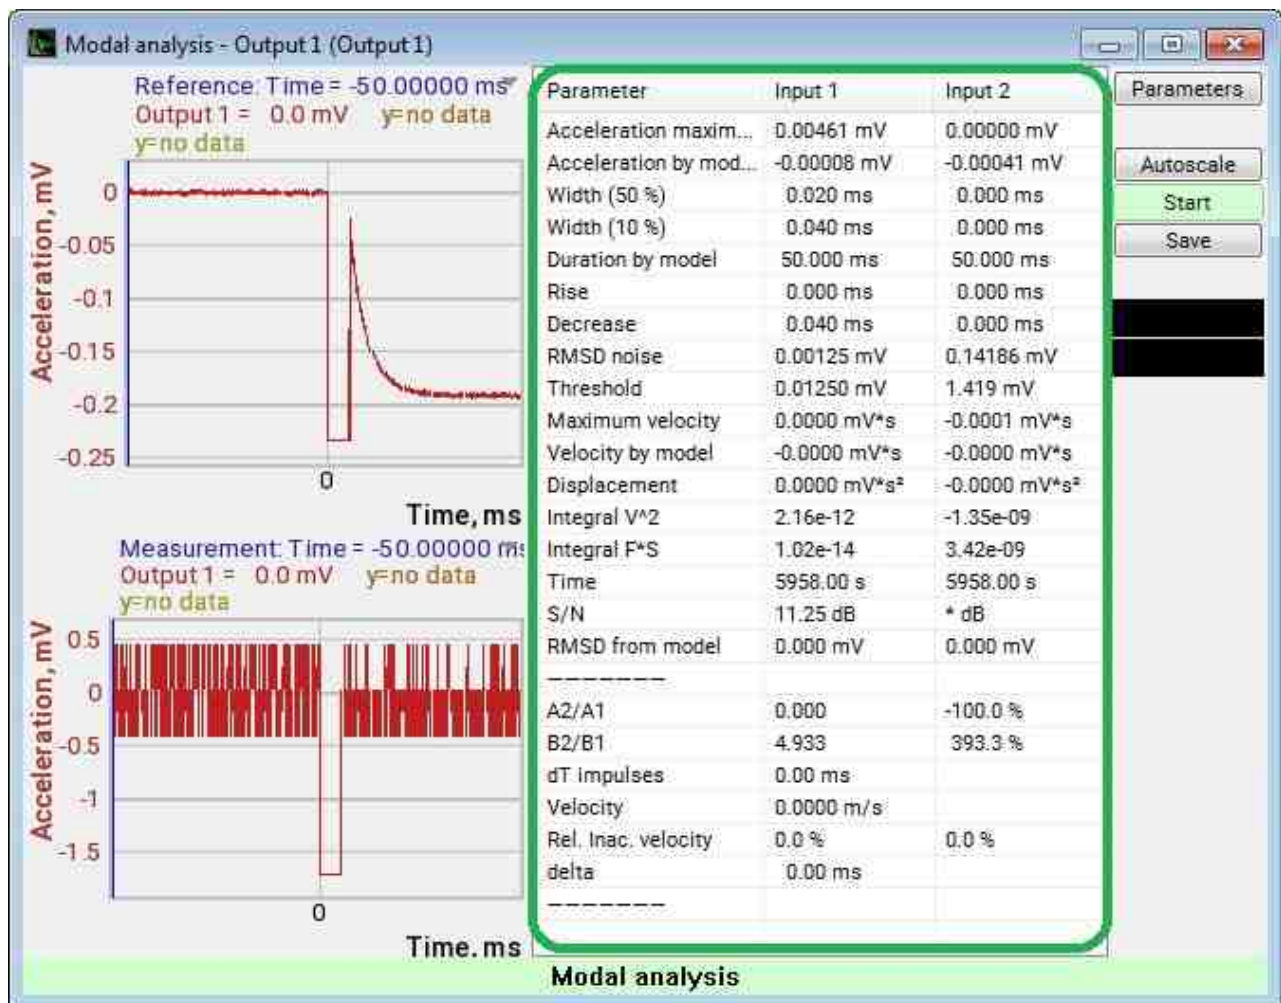 Modal analysis - Output 1 (Output 1)
Reference: Time = -50.00000 ms
Output 1 = 0.0 mV y=no data
y=no data
Acceleration, mV
0
-0.05
-0.1
-0.15
-0.2
-0.25
0
Time, ms
Measurement: Time = -50.00000 ms
Output 1 = 0.0 mV y=no data
y=no data
Acceleration, mV
0.5
0
-0.5
-1
-1.5
0
Time, ms
Parameter Input 1 Input 2
Acceleration maxim... 0.00461 mV 0.00000 mV
Acceleration by mod... -0.00008 mV -0.00041 mV
Width (50 %) 0.020 ms 0.000 ms
Width (10 %) 0.040 ms 0.000 ms
Duration by model 50.000 ms 50.000 ms
Rise 0.000 ms 0.000 ms
Decrease 0.040 ms 0.000 ms
RMSD noise 0.00125 mV 0.14186 mV
Threshold 0.01250 mV 1.419 mV
Maximum velocity 0.0000 mV*s -0.0001 mV*s
Velocity by model -0.0000 mV*s -0.0000 mV*s
Displacement 0.0000 mV*s² -0.0000 mV*s²
Integral V^2 2.16e-12 -1.35e-09
Integral F*S 1.02e-14 3.42e-09
Time 5958.00 s 5958.00 s
S/N 11.25 dB * dB
RMSD from model 0.000 mV 0.000 mV
-------
A2/A1 0.000 -100.0 %
B2/B1 4.933 393.3 %
dT impulses 0.00 ms
Velocity 0.0000 m/s
Rel. Inac. velocity 0.0 % 0.0 %
delta 0.00 ms
-------
Parameters
Autoscale
Start
Save
Modal analysis